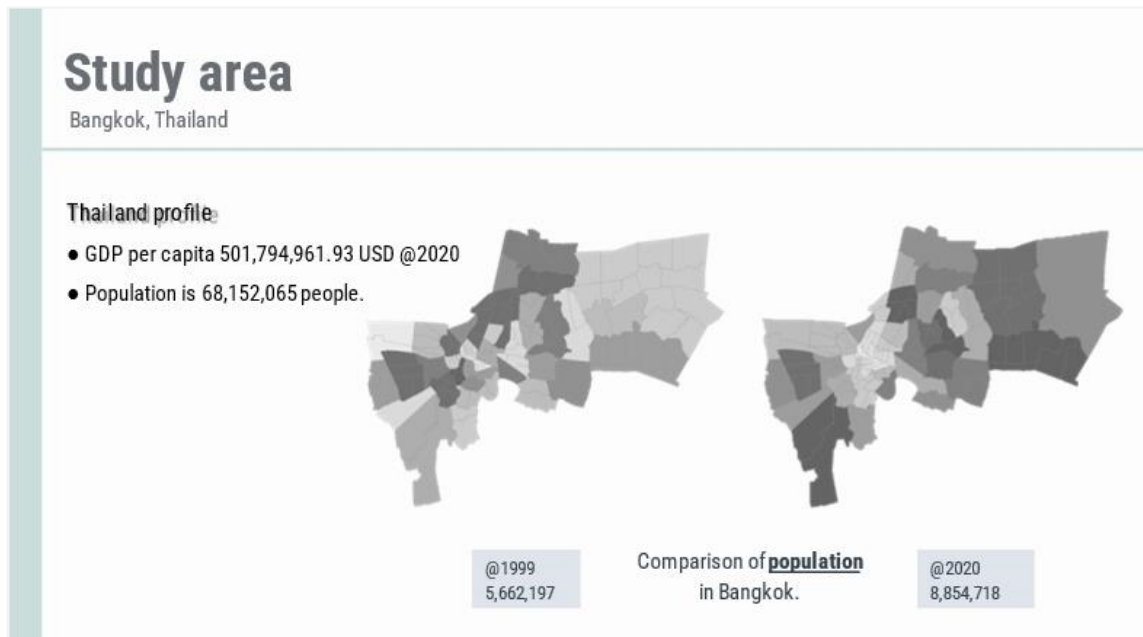 Study area
Bangkok, Thailand
Thailand profile
● GDP per capita 501,794,961.93 USD @2020
● Population is 68,152,065 people.
@1999
5,662,197
Comparison of population
in Bangkok.
@2020
8,854,718